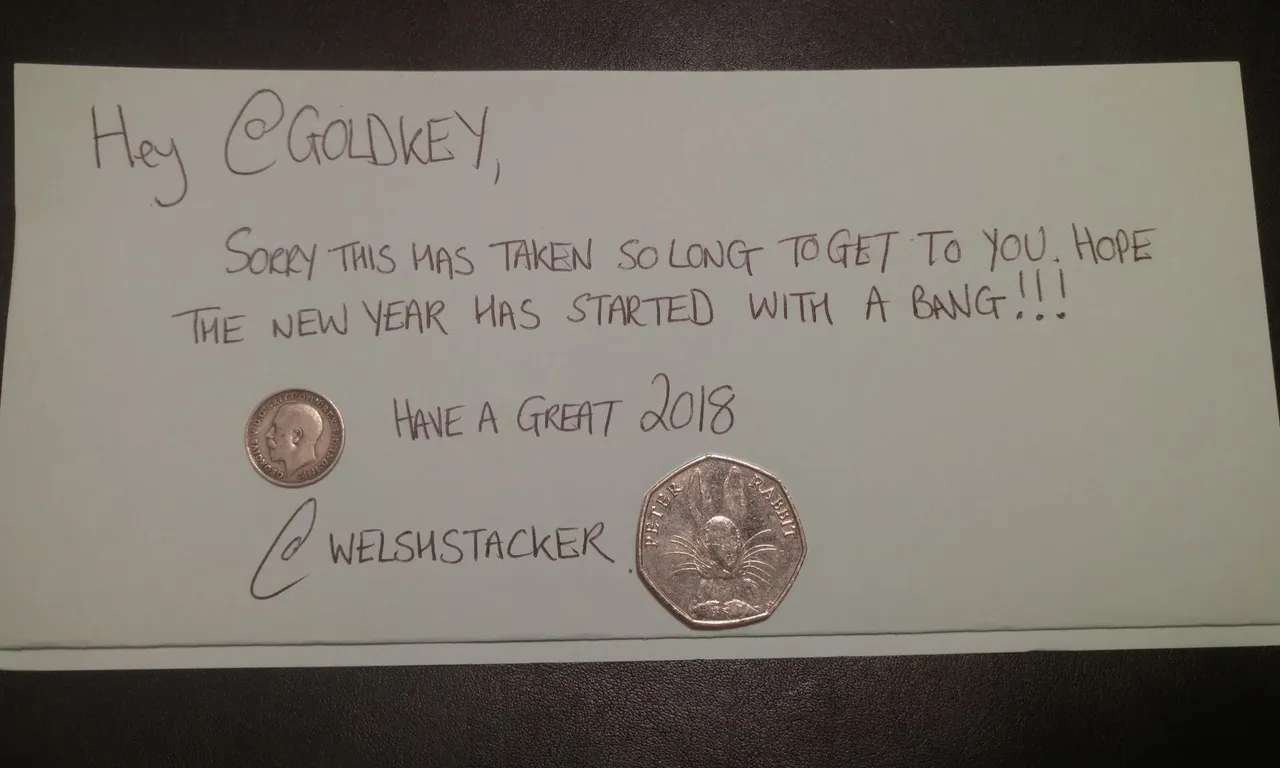 Hey @GOLDKEY,
SORRY THIS HAS TAKEN SO LONG TO GET TO YOU. HOPE
THE NEW YEAR HAS STARTED WITH A BANG!!!
HAVE A GREAT 2018
@WELSHSTACKER
PETER RABBIT